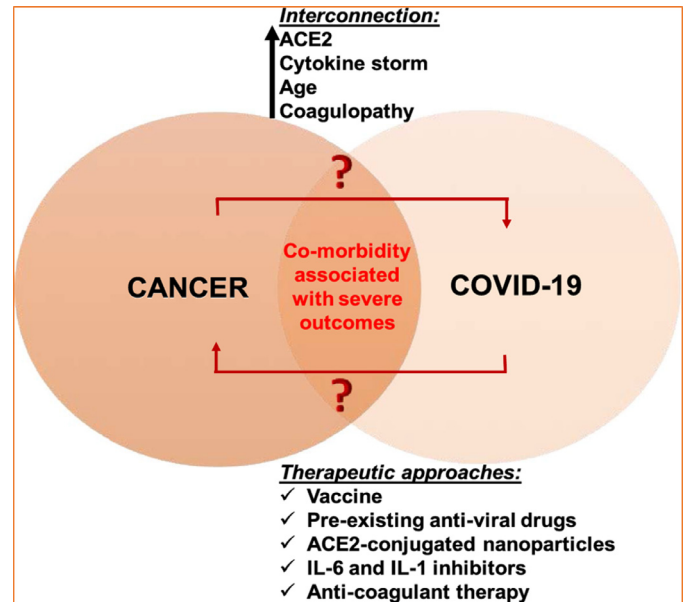 Interconnection:
ACE2
Cytokine storm
Age
Coagulopathy
?
Co-morbidity
associated
with severe
outcomes
CANCER
COVID-19
?
Therapeutic approaches:
✓ Vaccine
✓ Pre-existing anti-viral drugs
✓ ACE2-conjugated nanoparticles
✓ IL-6 and IL-1 inhibitors
✓ Anti-coagulant therapy